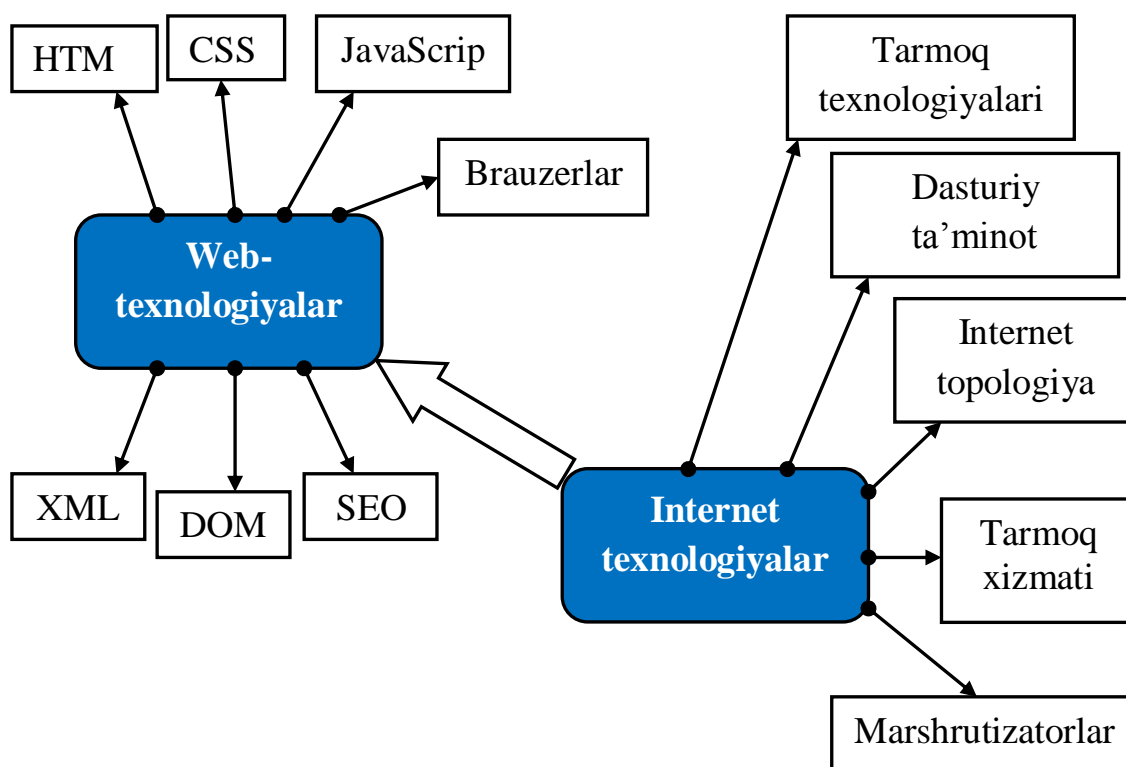 HTM
CSS
JavaScrip
Brauzerlar
Web-
texnologiyalar
XML
DOM
SEO
Tarmoq
texnologiyalari
Dasturiy
ta’minot
Internet
topologiya
Internet
texnologiyalar
Tarmoq
xizmati
Marshrutizatorlar